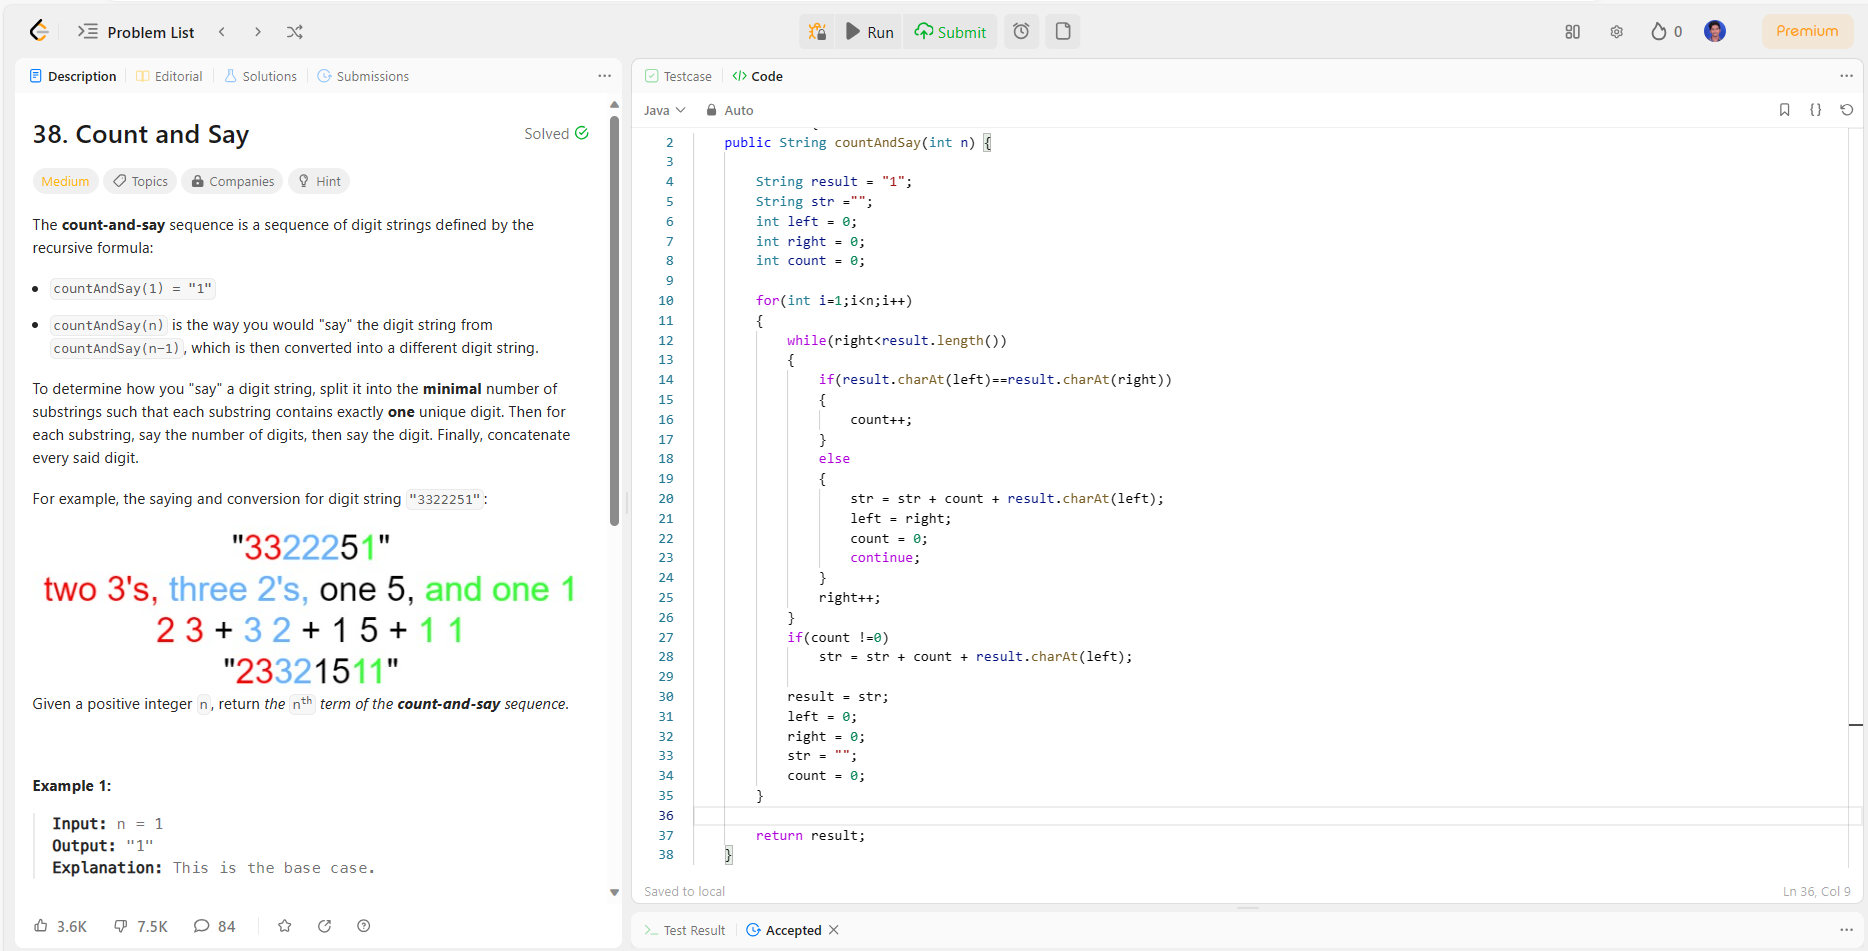 Problem List
Run
Submit
0
Premium
Description
Editorial
Solutions
Submissions
38. Count and Say
Solved
Medium
Topics
Companies
Hint
The count-and-say sequence is a sequence of digit strings defined by the
recursive formula:
• countAndSay(1) = "1"
• countAndSay(n) is the way you would "say" the digit string from
countAndSay(n-1), which is then converted into a different digit string.
To determine how you "say" a digit string, split it into the minimal number of
substrings such that each substring contains exactly one unique digit. Then for
each substring, say the number of digits, then say the digit. Finally, concatenate
every said digit.
For example, the saying and conversion for digit string "3322251":
"3322251"
two 3's, three 2's, one 5, and one 1
2 3 + 3 2 + 1 5 + 1 1
"23321511"
Given a positive integer n, return the nth term of the count-and-say sequence.
Example 1:
Input: n = 1
Output: "1"
Explanation: This is the base case.
3.6K
7.5K
84
Testcase
</> Code
Java
Auto
{ }
2 public String countAndSay(int n) {
3
4 String result = "1";
5 String str ="";
6 int left = 0;
7 int right = 0;
8 int count = 0;
9
10 for(int i=1;i<n;i++)
11 {
12 while(right<result.length())
13 {
14 if(result.charAt(left)==result.charAt(right))
15 {
16 count++;
17 }
18 else
19 {
20 str = str + count + result.charAt(left);
21 left = right;
22 count = 0;
23 continue;
24 }
25 right++;
26 }
27 if(count !=0)
28 str = str + count + result.charAt(left);
29
30 result = str;
31 left = 0;
32 right = 0;
33 str = "";
34 count = 0;
35 }
36
37 return result;
38 }
Saved to local
Ln 36, Col 9
Test Result
Accepted